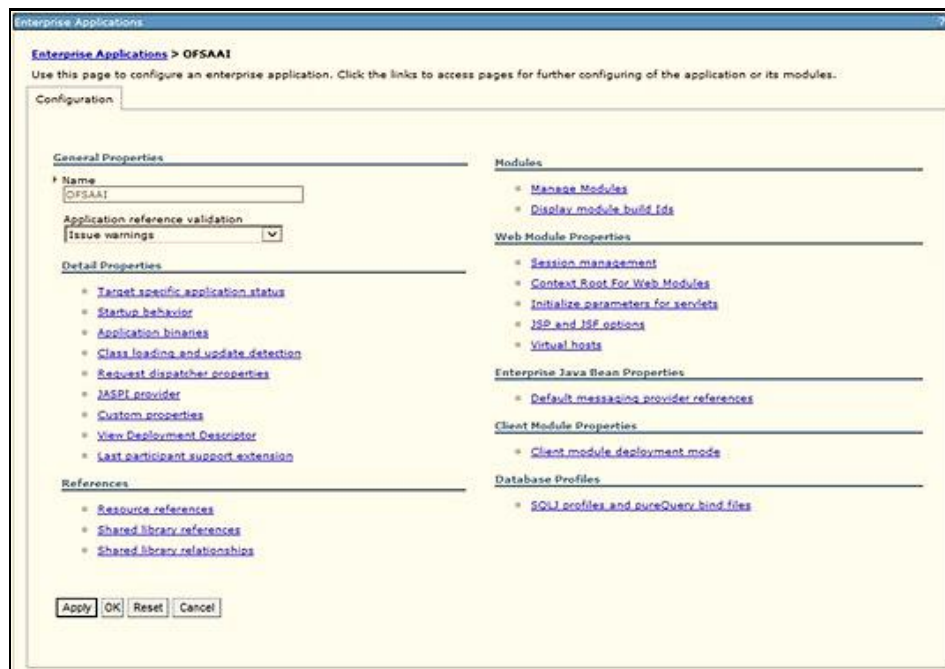 Enterprise Applications
?
Enterprise Applications > OFSAAI
Use this page to configure an enterprise application. Click the links to access pages for further configuring of the application or its modules.
Configuration
General Properties
Name
OFSAAI
Application reference validation
Issue warnings
Detail Properties
Target specific application status
Startup behavior
Application binaries
Class loading and update detection
Request dispatcher properties
JASPI provider
Custom properties
View Deployment Descriptor
Last participant support extension
References
Resource references
Shared library references
Shared library relationships
Modules
Manage Modules
Display module build Ids
Web Module Properties
Session management
Context Root For Web Modules
Initialize parameters for servlets
JSP and JSF options
Virtual hosts
Enterprise Java Bean Properties
Default messaging provider references
Client Module Properties
Client module deployment mode
Database Profiles
SQLJ profiles and pureQuery bind files
Apply OK Reset Cancel